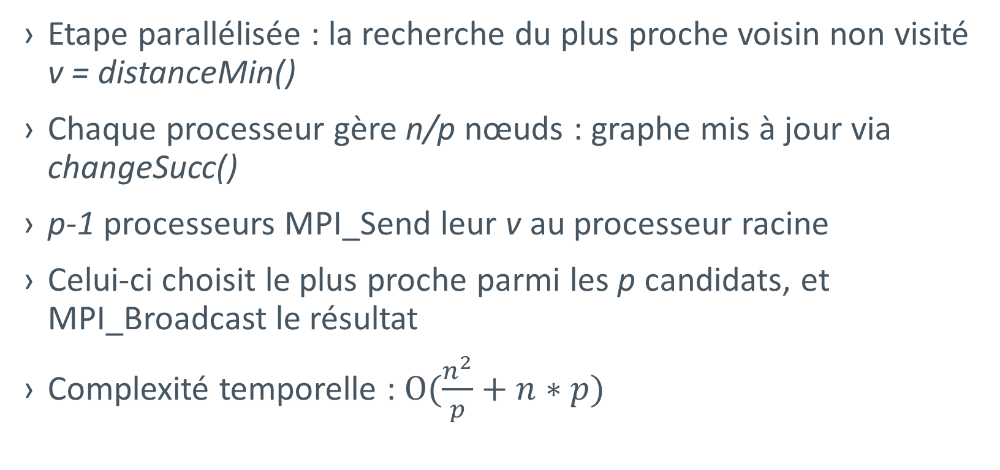 › Etape parallélisée : la recherche du plus proche voisin non visité
v = distanceMin()
› Chaque processeur gère n/p nœuds : graphe mis à jour via
changeSucc()
› p-1 processeurs MPI_Send leur v au processeur racine
› Celui-ci choisit le plus proche parmi les p candidats, et
MPI_Broadcast le résultat
› Complexité temporelle : O(n²/p + n ∗ p)